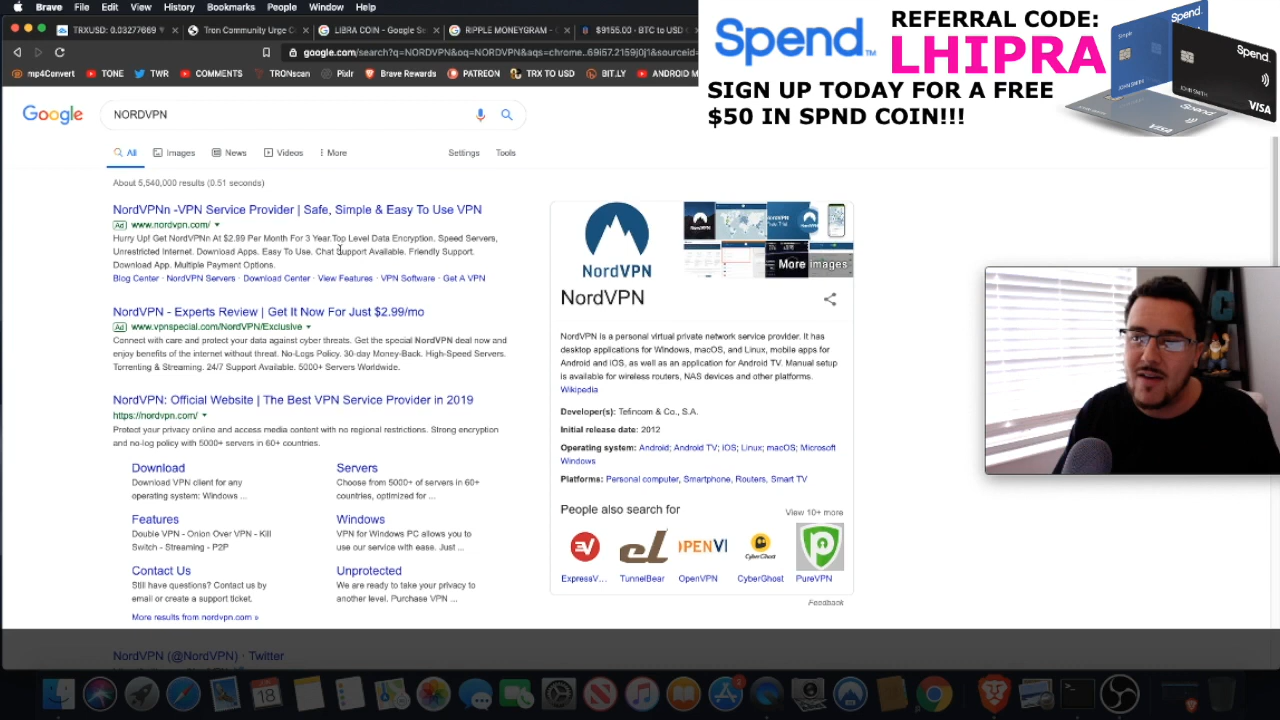 Brave File Edit View History Bookmarks People Window Help
TRXUSD: 0.03277669
Tron Community Urge C
LIBRA COIN - Google Se
RIPPLE MONEYGRAM - G
$9155.00 - BTC to USD
google.com/search?q=NORDVPN&oq=NORDVPN&aqs=chrome..69i57.2159j0j1&sourceid=
mp4Convert TONE TWT COMMENTS TRONscan Pixlr Brave Rewards PATREON TRX TO USD BIT.LY ANDROID M
Spend.™
REFERRAL CODE:
LHIPRA
SIGN UP TODAY FOR A FREE
$50 IN SPND COIN!!!
Simple
Spend.
Spend.
JOHN SMITH
JOHN SMITH
VISA
VISA
Google
NORDVPN
All Images News Videos More Settings Tools
About 5,540,000 results (0.51 seconds)
NordVPNn -VPN Service Provider | Safe, Simple & Easy To Use VPN
Ad www.nordvpn.com/
Hurry Up! Get NordVPNn At $2.99 Per Month For 3 Year.Top Level Data Encryption, Speed Servers,
Unrestricted Internet. Download Apps. Easy To Use. Chat Support Available. Friendly Support.
Download App. Multiple Payment Options.
Blog Center · NordVPN Servers · Download Center · View Features · VPN Software · Get A VPN
NordVPN - Experts Review | Get It Now For Just $2.99/mo
Ad www.vpnspecial.com/NordVPN/Exclusive
Connect with care and protect your data against cyber threats. Get the special NordVPN deal now and
enjoy benefits of the internet without threat. No-Logs Policy. 30-day Money-Back. High-Speed Servers.
Torrenting & Streaming. 24/7 Support Available. 5000+ Servers Worldwide.
NordVPN: Official Website | The Best VPN Service Provider in 2019
https://nordvpn.com/
Protect your privacy online and access media content with no regional restrictions. Strong encryption
and no-log policy with 5000+ servers in 60+ countries.
Download
Download VPN client for any
operating system: Windows ...
Servers
Choose from 5000+ of servers in 60+
countries, optimized for ...
Features
Double VPN - Onion Over VPN - Kill
Switch - Streaming - P2P
Windows
VPN for Windows PC allows you to
use our service with ease. Just ...
Contact Us
Still have questions? Contact us by
email or create a support ticket.
Unprotected
We are ready to take your privacy to
another level. Purchase VPN ...
More results from nordvpn.com »
NordVPN (@NordVPN) · Twitter
NordVPN
More images
NordVPN
NordVPN is a personal virtual private network service provider. It has
desktop applications for Windows, macOS, and Linux, mobile apps for
Android and iOS, as well as an application for Android TV. Manual setup
is available for wireless routers, NAS devices and other platforms.
Wikipedia
Developer(s): Tefincom & Co., S.A.
Initial release date: 2012
Operating system: Android; Android TV; iOS; Linux; macOS; Microsoft
Windows
Platforms: Personal computer, Smartphone, Routers, Smart TV
People also search for
View 10+ more
OPENVI
CyberGhost
ExpressV... TunnelBear OpenVPN CyberGhost PureVPN
Feedback
18